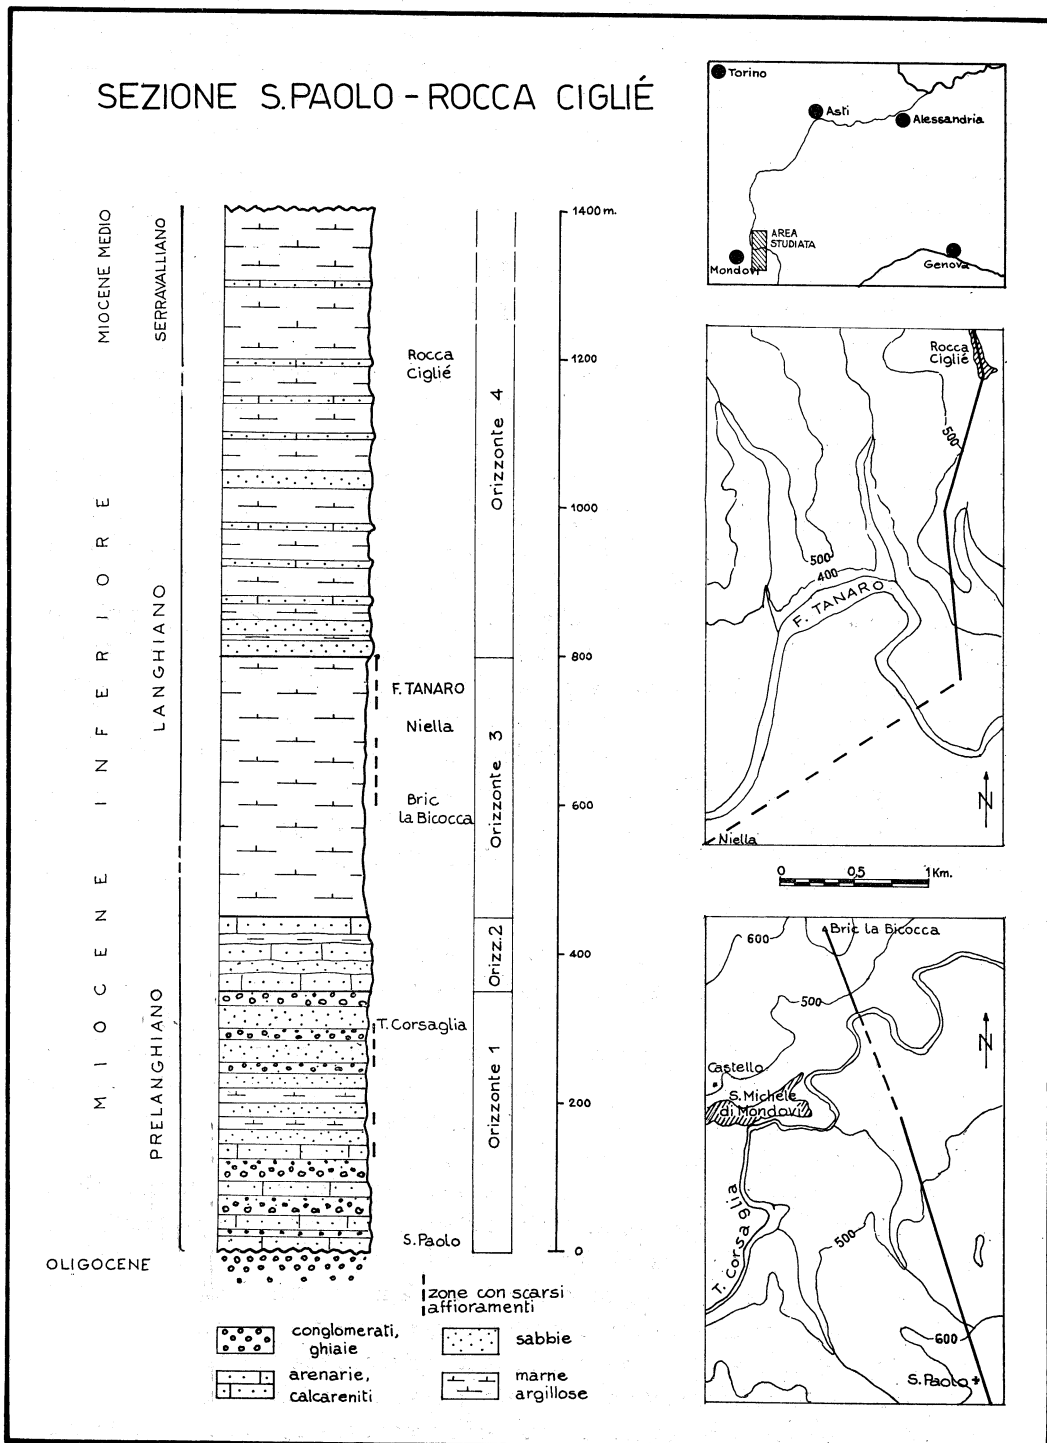 SEZIONE S.PAOLO - ROCCA CIGLIÉ
MIOCENE MEDIO
SERRAVALLIANO
MIOCENE INFERIORE
LANGHIANO
PRELANGHIANO
OLIGOCENE
Rocca
Ciglié
F. TANARO
Niella
Bric
la Bicocca
T. Corsaglia
S. Paolo
Orizzonte 4
Orizzonte 3
Orizz. 2
Orizzonte 1
1400 m.
1200
1000
800
600
400
200
0
zone con scarsi
affioramenti
conglomerati,
ghiaie
sabbie
arenarie,
calcareniti
marne
argillose
Torino
Asti
Alessandria
AREA
STUDIATA
Mondovi
Genova
Rocca
Ciglié
500
500
400
F. TANARO
N
Niella
0 0,5 1 Km.
Bric la Bicocca
600
500
N
Castello
S. Michele
di Mondovi
T. Corsaglia
500
600
S. Paolo